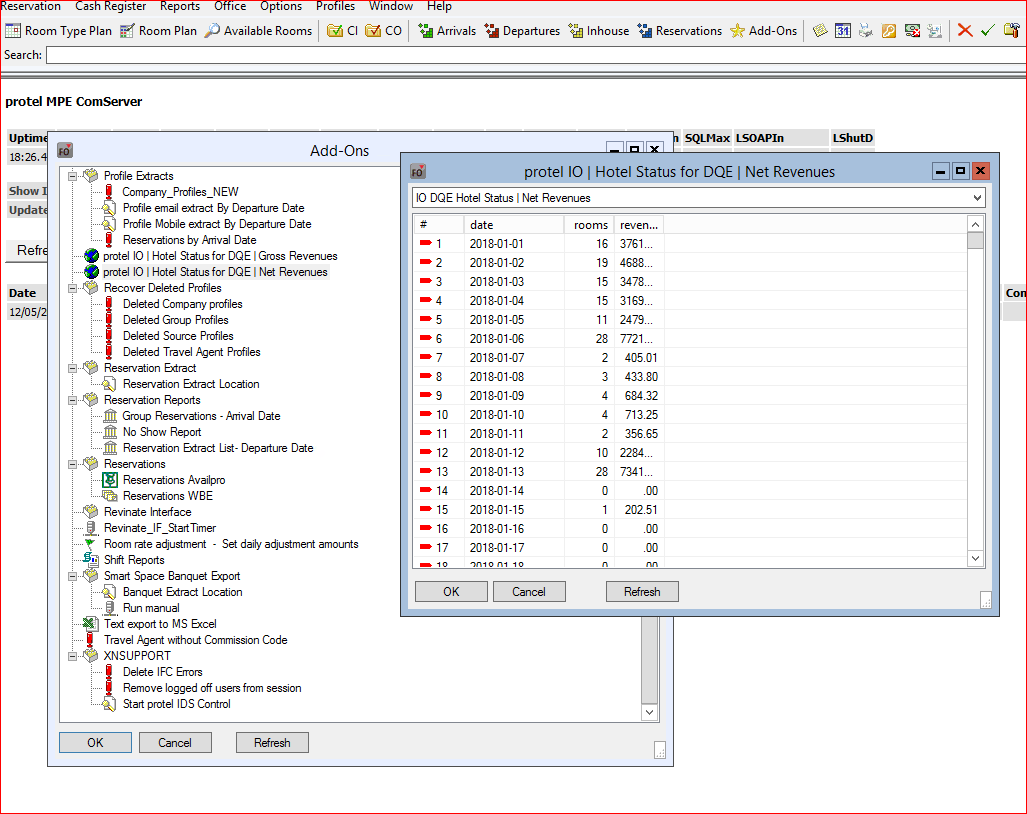 Reservation Cash Register Reports Office Options Profiles Window Help
Room Type Plan Room Plan Available Rooms CI CO Arrivals Departures Inhouse Reservations Add-Ons 31
Search:
protel MPE ComServer
Uptime n SQLMax LSOAPIn LShutD
18:26.4
Show I
Update
Refre
Date Con
12/05/2
FO Add-Ons
Profile Extracts
Company_Profiles_NEW
Profile email extract By Departure Date
Profile Mobile extract By Departure Date
Reservations by Arrival Date
protel IO | Hotel Status for DQE | Gross Revenues
protel IO | Hotel Status for DQE | Net Revenues
Recover Deleted Profiles
Deleted Company profiles
Deleted Group Profiles
Deleted Source Profiles
Deleted Travel Agent Profiles
Reservation Extract
Reservation Extract Location
Reservation Reports
Group Reservations - Arrival Date
No Show Report
Reservation Extract List- Departure Date
Reservations
Reservations Availpro
Reservations WBE
Revinate Interface
Revinate_IF_StartTimer
Room rate adjustment - Set daily adjustment amounts
Shift Reports
Smart Space Banquet Export
Banquet Extract Location
Run manual
Text export to MS Excel
Travel Agent without Commission Code
XNSUPPORT
Delete IFC Errors
Remove logged off users from session
Start protel IDS Control
OK Cancel Refresh
FO protel IO | Hotel Status for DQE | Net Revenues
IO DQE Hotel Status | Net Revenues
# date rooms reven...
1 2018-01-01 16 3761...
2 2018-01-02 19 4688...
3 2018-01-03 15 3478...
4 2018-01-04 15 3169...
5 2018-01-05 11 2479...
6 2018-01-06 28 7721...
7 2018-01-07 2 405.01
8 2018-01-08 3 433.80
9 2018-01-09 4 684.32
10 2018-01-10 4 713.25
11 2018-01-11 2 356.65
12 2018-01-12 10 2284...
13 2018-01-13 28 7341...
14 2018-01-14 0 .00
15 2018-01-15 1 202.51
16 2018-01-16 0 .00
17 2018-01-17 0 .00
18 2018-01-18 0 .00
OK Cancel Refresh